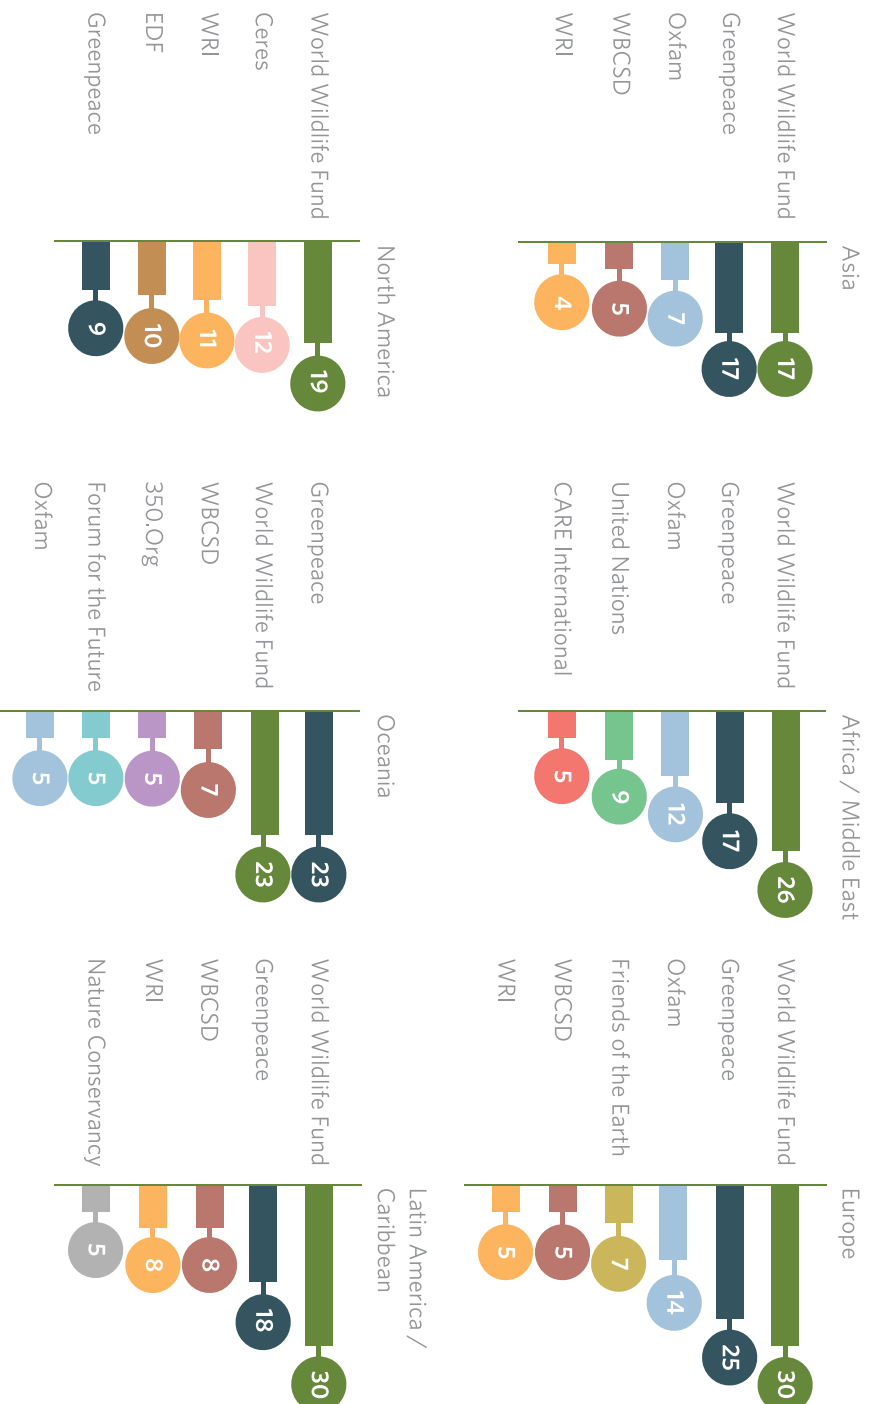 Asia
World Wildlife Fund 17
Greenpeace 17
Oxfam 7
WBCSD 5
WRI 4
Africa / Middle East
World Wildlife Fund 26
Greenpeace 17
Oxfam 12
United Nations 9
CARE International 5
Europe
World Wildlife Fund 30
Greenpeace 25
Oxfam 14
Friends of the Earth 7
WBCSD 5
WRI 5
North America
World Wildlife Fund 19
Ceres 12
WRI 11
EDF 10
Greenpeace 9
Oceania
Greenpeace 23
World Wildlife Fund 23
WBCSD 7
350.Org 5
Forum for the Future 5
Oxfam 5
Latin America /
Caribbean
World Wildlife Fund 30
Greenpeace 18
WBCSD 8
WRI 8
Nature Conservancy 5